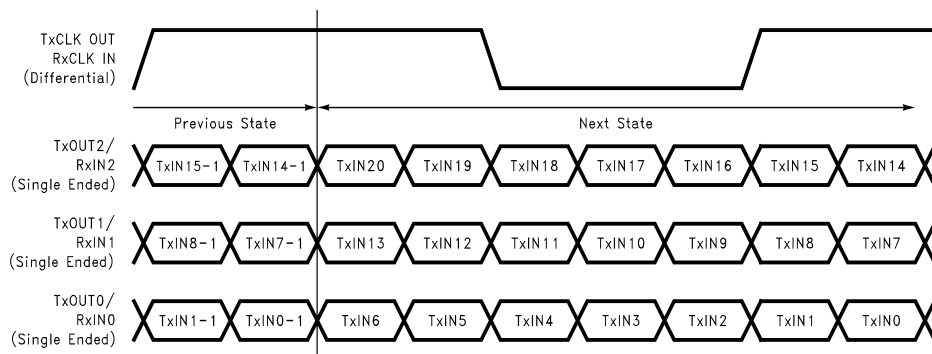 TxCLK OUT
RxCLK IN
(Differential)
Previous State
Next State
TxOUT2/
RxIN2
(Single Ended)
TxIN15-1 TxIN14-1 TxIN20 TxIN19 TxIN18 TxIN17 TxIN16 TxIN15 TxIN14
TxOUT1/
RxIN1
(Single Ended)
TxIN8-1 TxIN7-1 TxIN13 TxIN12 TxIN11 TxIN10 TxIN9 TxIN8 TxIN7
TxOUT0/
RxIN0
(Single Ended)
TxIN1-1 TxIN0-1 TxIN6 TxIN5 TxIN4 TxIN3 TxIN2 TxIN1 TxIN0